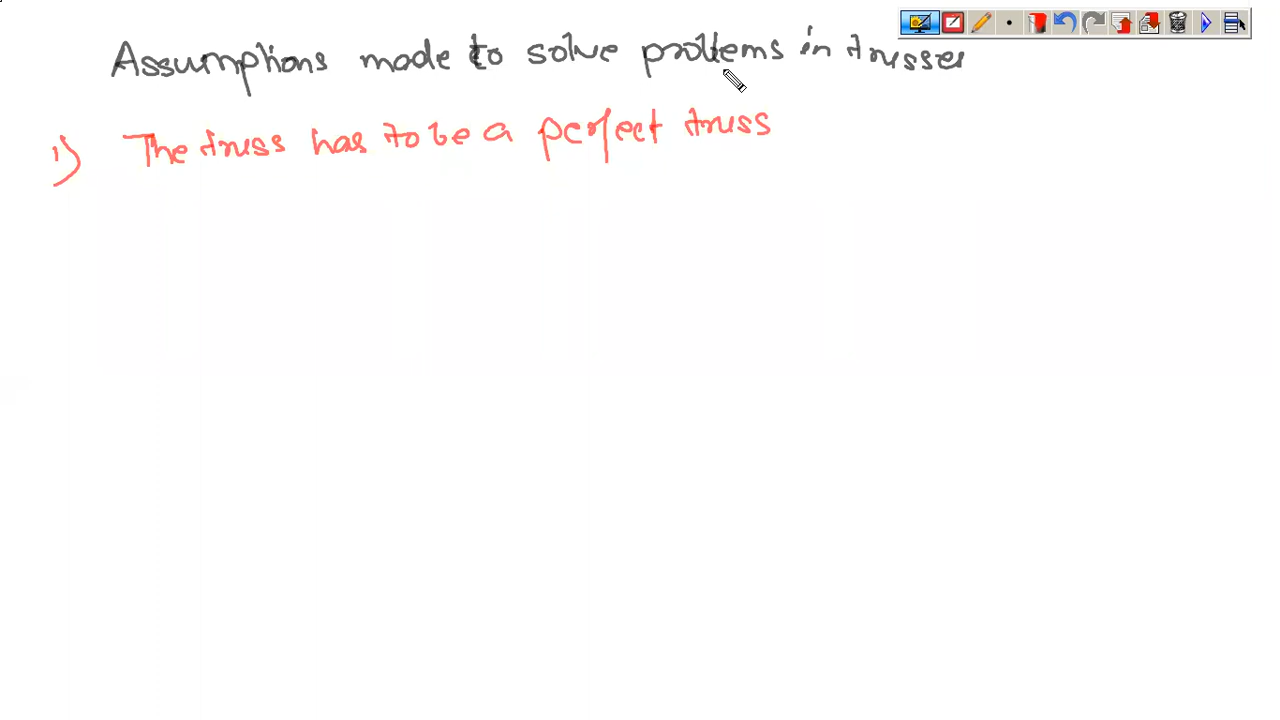 Assumptions made to solve problems in trusses
1) The truss has to be a perfect truss